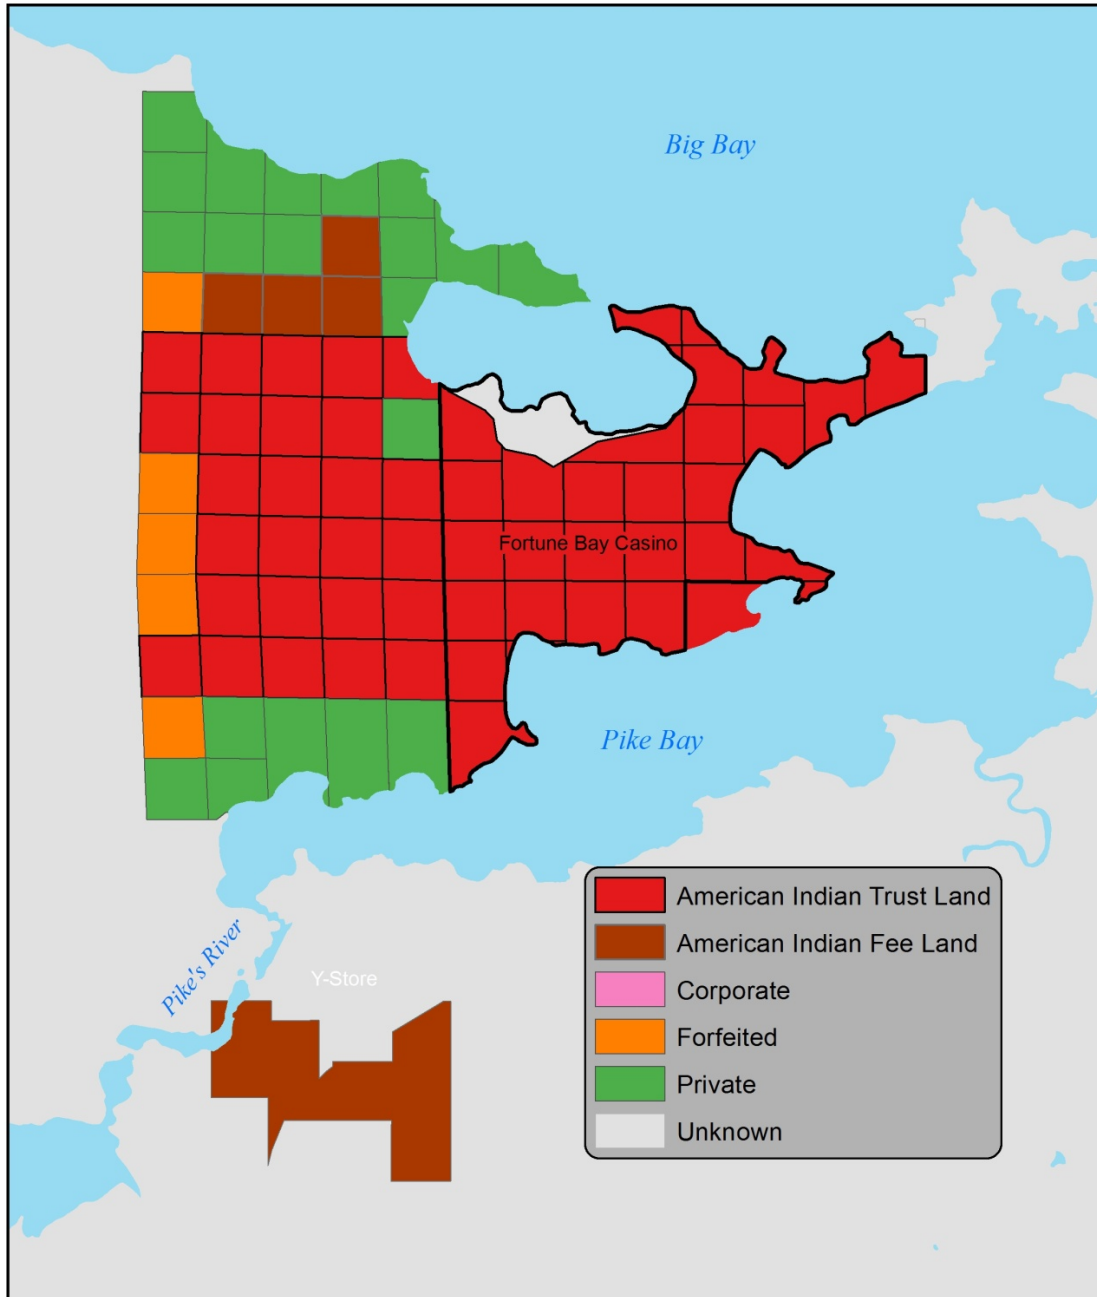 Big Bay
Fortune Bay Casino
Pike Bay
Pike's River
Y-Store
American Indian Trust Land
American Indian Fee Land
Corporate
Forfeited
Private
Unknown